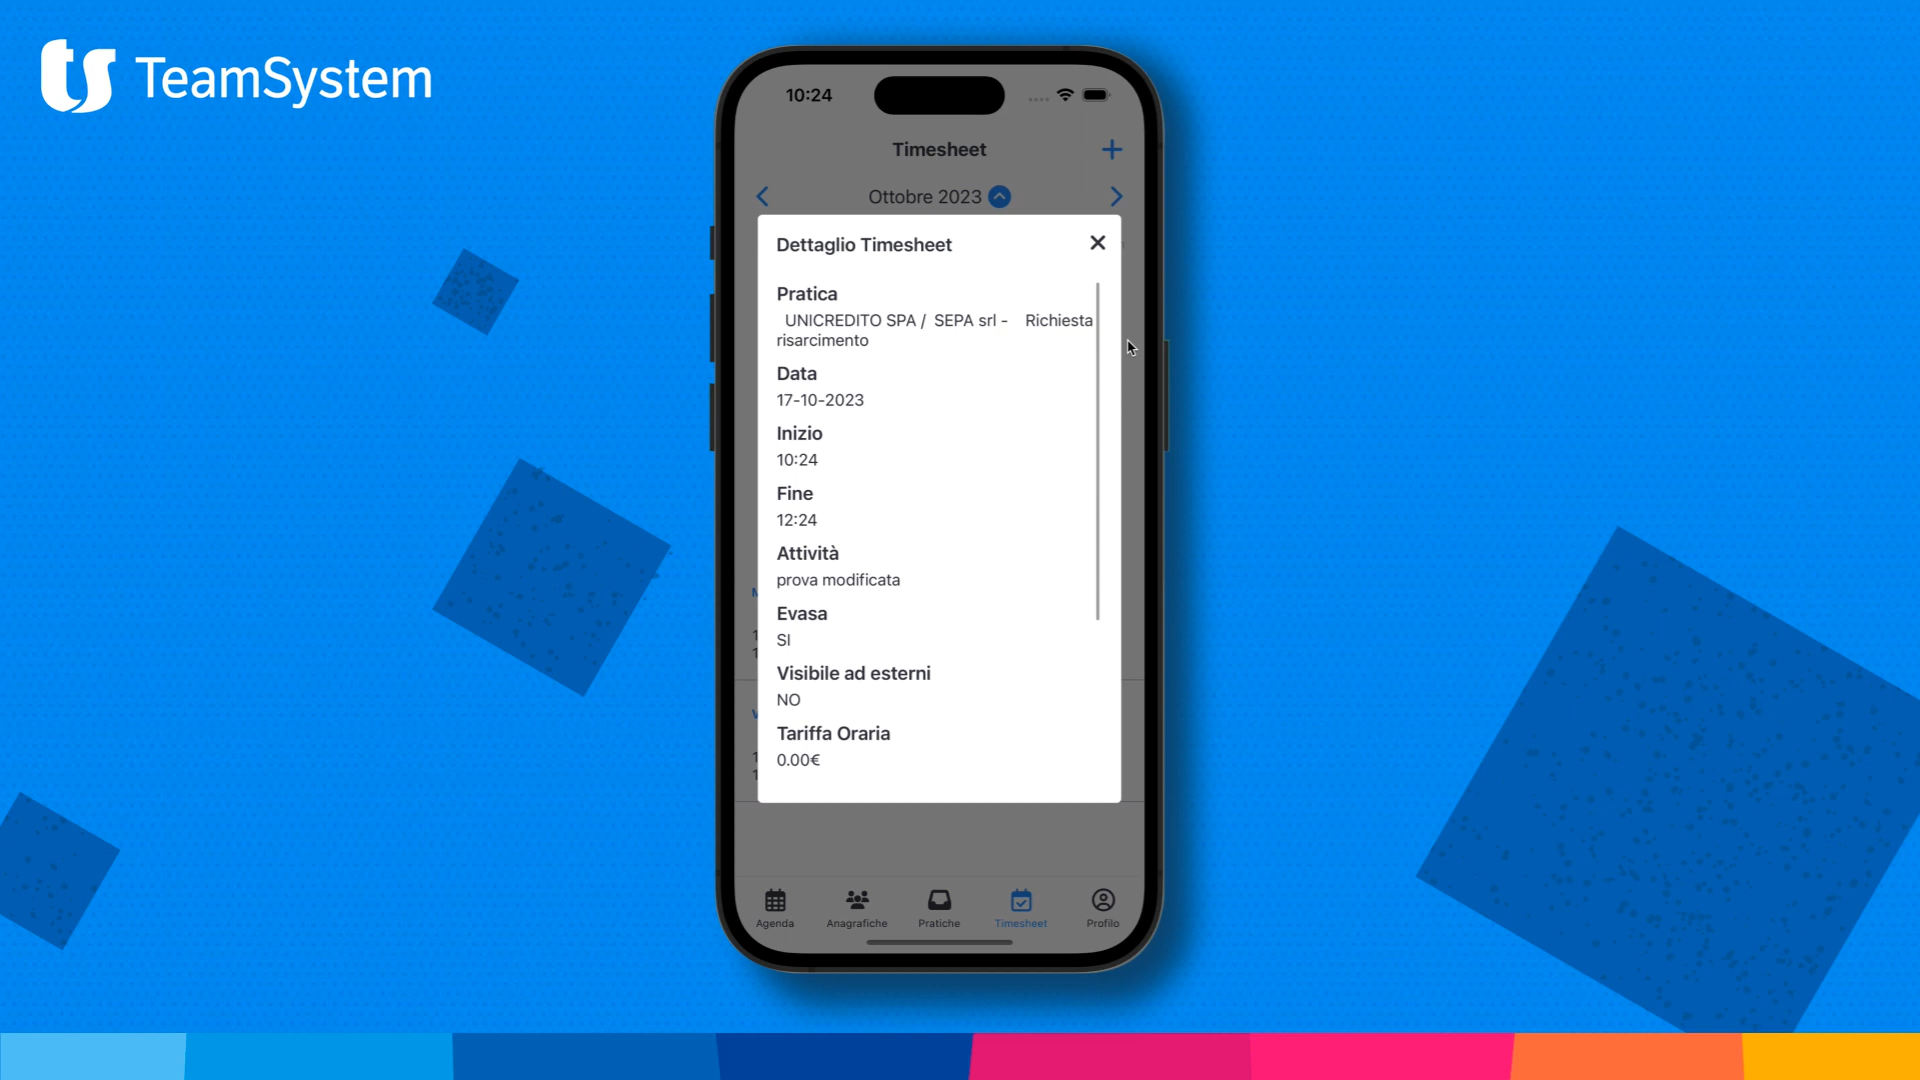 TeamSystem
10:24
Timesheet
Ottobre 2023
Dettaglio Timesheet
Pratica
UNICREDITO SPA / SEPA srl - Richiesta
risarcimento
Data
17-10-2023
Inizio
10:24
Fine
12:24
Attività
prova modificata
Evasa
SI
Visibile ad esterni
NO
Tariffa Oraria
0.00€
Agenda
Anagrafiche
Pratiche
Timesheet
Profilo